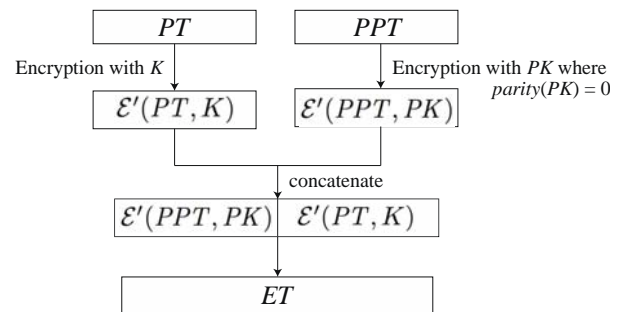 PT
PPT
Encryption with K
Encryption with PK where
parity(PK) = 0
ℰ′(PT, K)
ℰ′(PPT, PK)
concatenate
ℰ′(PPT, PK) ℰ′(PT, K)
ET